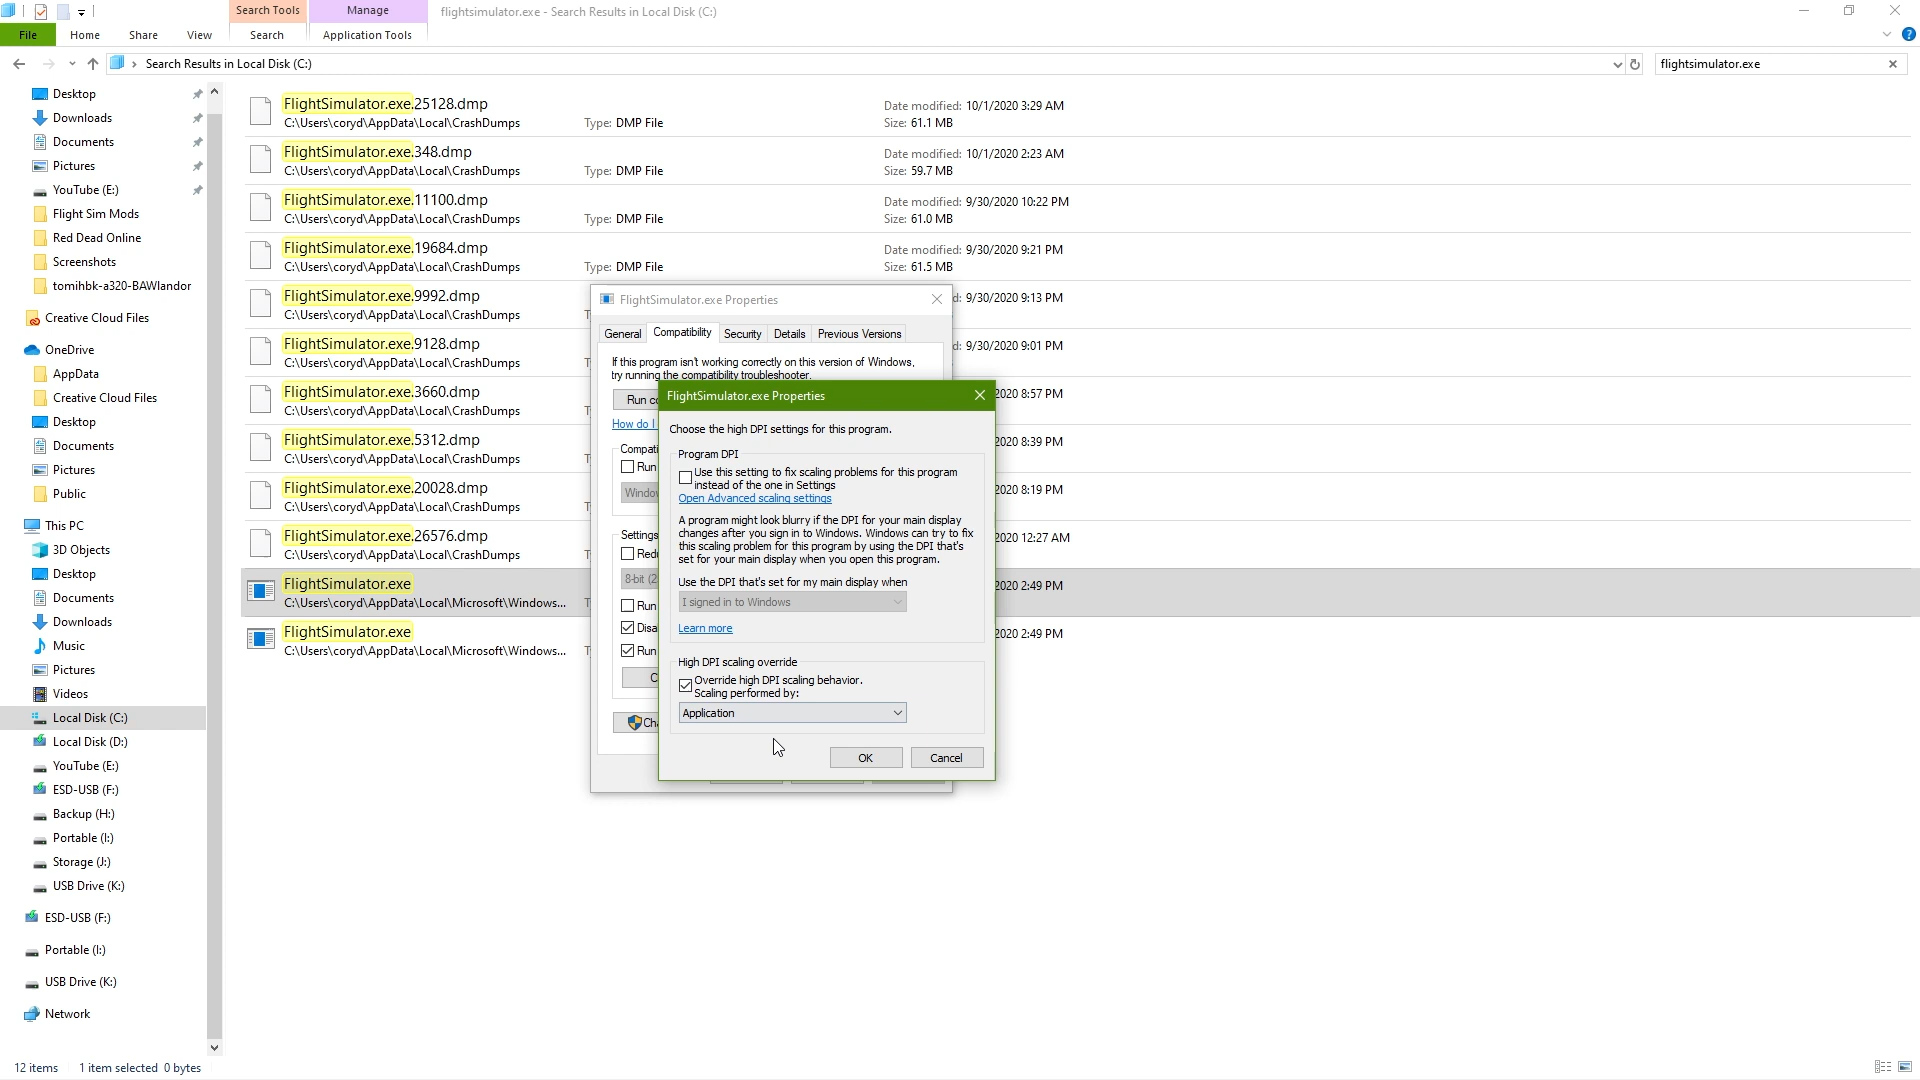 Search Tools
Manage
flightsimulator.exe - Search Results in Local Disk (C:)
File
Home
Share
View
Search
Application Tools
Search Results in Local Disk (C:)
flightsimulator.exe
Desktop
Downloads
Documents
Pictures
YouTube (E:)
Flight Sim Mods
Red Dead Online
Screenshots
tomihbk-a320-BAWlandor
Creative Cloud Files
OneDrive
AppData
Creative Cloud Files
Desktop
Documents
Pictures
Public
This PC
3D Objects
Desktop
Documents
Downloads
Music
Pictures
Videos
Local Disk (C:)
Local Disk (D:)
YouTube (E:)
ESD-USB (F:)
Backup (H:)
Portable (I:)
Storage (J:)
USB Drive (K:)
ESD-USB (F:)
Portable (I:)
USB Drive (K:)
Network
FlightSimulator.exe.25128.dmp
C:\Users\coryd\AppData\Local\CrashDumps
Type: DMP File
Date modified: 10/1/2020 3:29 AM
Size: 61.1 MB
FlightSimulator.exe.348.dmp
C:\Users\coryd\AppData\Local\CrashDumps
Type: DMP File
Date modified: 10/1/2020 2:23 AM
Size: 59.7 MB
FlightSimulator.exe.11100.dmp
C:\Users\coryd\AppData\Local\CrashDumps
Type: DMP File
Date modified: 9/30/2020 10:22 PM
Size: 61.0 MB
FlightSimulator.exe.19684.dmp
C:\Users\coryd\AppData\Local\CrashDumps
Type: DMP File
Date modified: 9/30/2020 9:21 PM
Size: 61.5 MB
FlightSimulator.exe.9992.dmp
C:\Users\coryd\AppData\Local\CrashDumps
d: 9/30/2020 9:13 PM
FlightSimulator.exe.9128.dmp
C:\Users\coryd\AppData\Local\CrashDumps
d: 9/30/2020 9:01 PM
FlightSimulator.exe.3660.dmp
C:\Users\coryd\AppData\Local\CrashDumps
2020 8:57 PM
FlightSimulator.exe.5312.dmp
C:\Users\coryd\AppData\Local\CrashDumps
2020 8:39 PM
FlightSimulator.exe.20028.dmp
C:\Users\coryd\AppData\Local\CrashDumps
2020 8:19 PM
FlightSimulator.exe.26576.dmp
C:\Users\coryd\AppData\Local\CrashDumps
2020 12:27 AM
FlightSimulator.exe
C:\Users\coryd\AppData\Local\Microsoft\Windows...
2020 2:49 PM
FlightSimulator.exe
C:\Users\coryd\AppData\Local\Microsoft\Windows...
2020 2:49 PM
FlightSimulator.exe Properties
General
Compatibility
Security
Details
Previous Versions
If this program isn't working correctly on this version of Windows,
try running the compatibility troubleshooter.
Run co
How do I
Compati
Run
Windo
Settings
Redu
8-bit (2
Run
Disa
Run
C
Cha
FlightSimulator.exe Properties
Choose the high DPI settings for this program.
Program DPI
Use this setting to fix scaling problems for this program
instead of the one in Settings
Open Advanced scaling settings
A program might look blurry if the DPI for your main display
changes after you sign in to Windows. Windows can try to fix
this scaling problem for this program by using the DPI that's
set for your main display when you open this program.
Use the DPI that's set for my main display when
I signed in to Windows
Learn more
High DPI scaling override
Override high DPI scaling behavior.
Scaling performed by:
Application
OK
Cancel
12 items
1 item selected 0 bytes